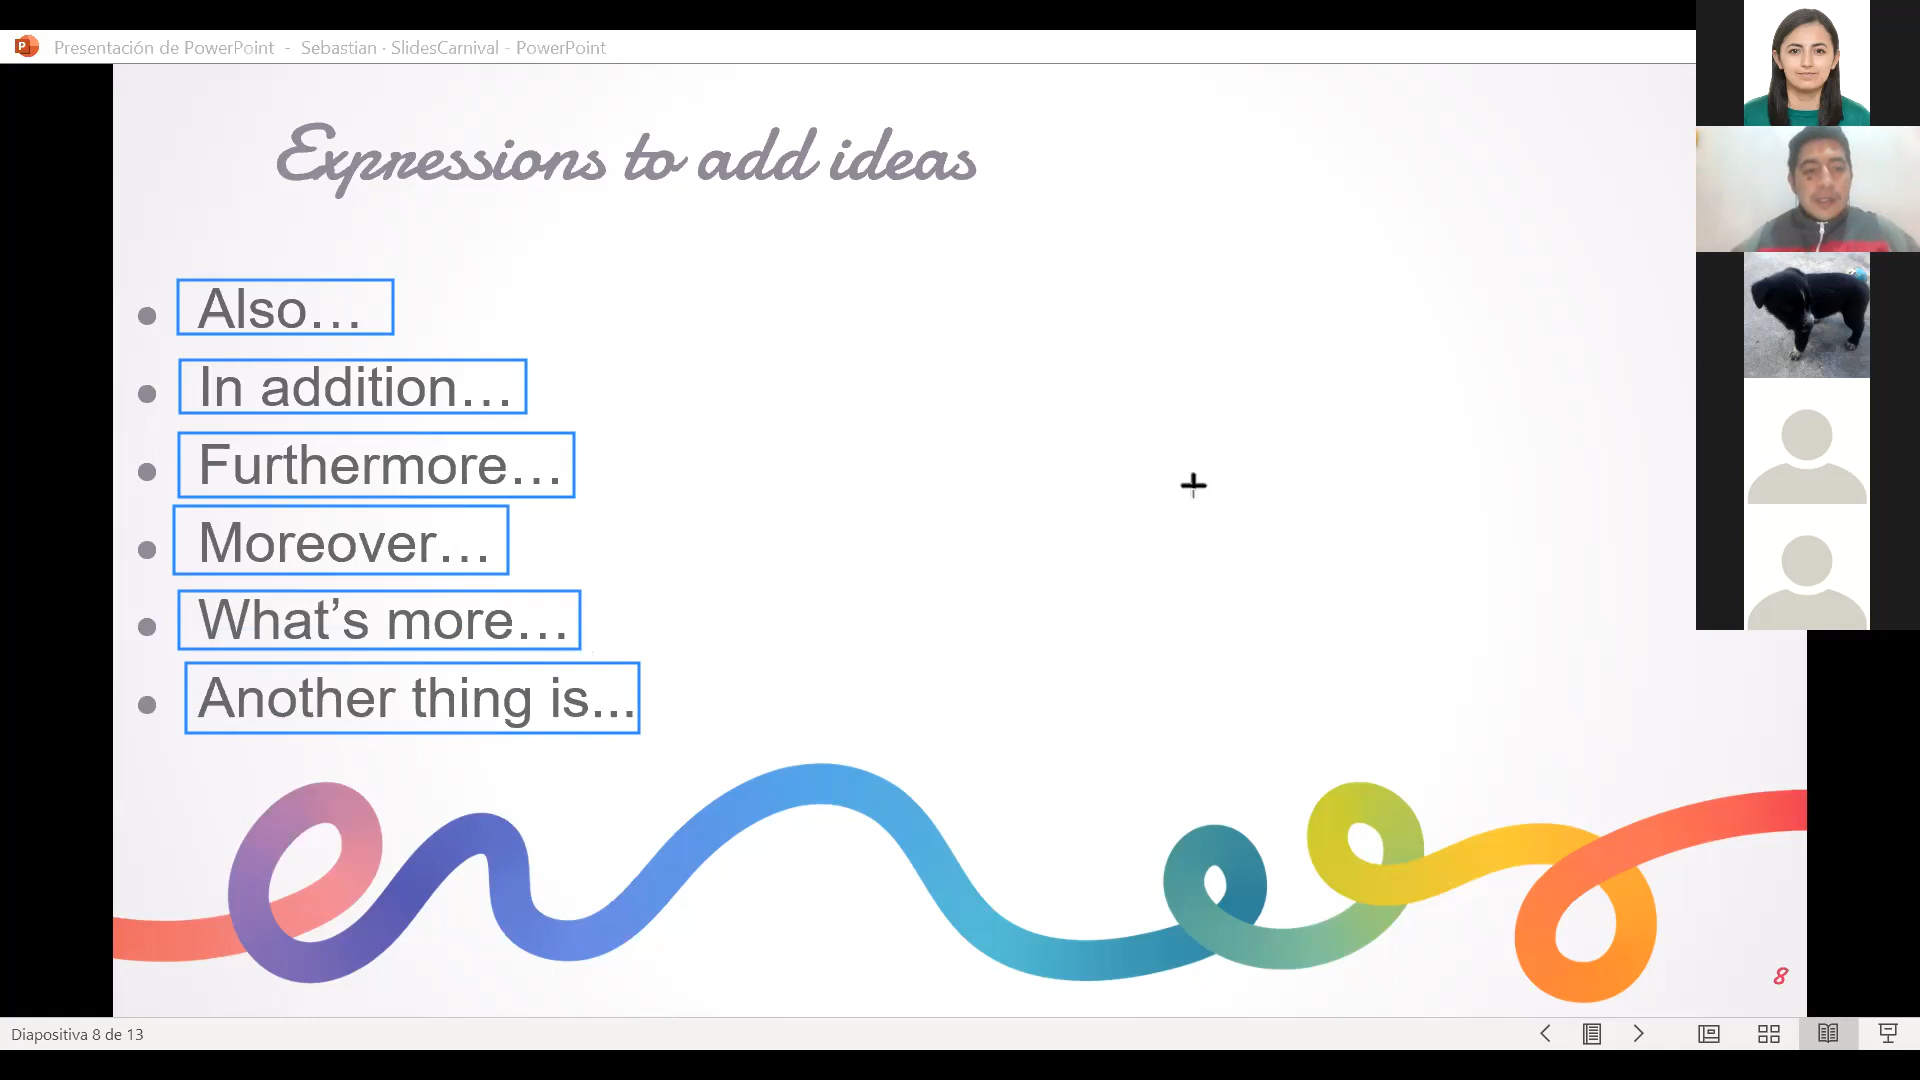 Presentación de PowerPoint - Sebastian · SlidesCarnival - PowerPoint
Expressions to add ideas
Also…
In addition…
Furthermore…
Moreover…
What’s more…
Another thing is...
8
Diapositiva 8 de 13